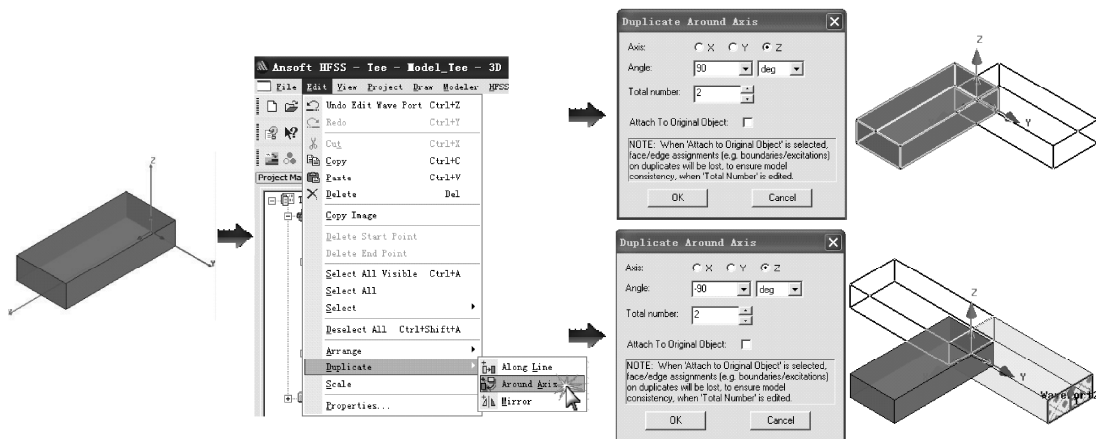 Z
X
Y
Ansoft HFSS - Tee - Model_Tee - 3D
File Edit View Project Draw Modeler HFSS
Undo Edit Wave Port Ctrl+Z
Redo Ctrl+Y
Cut Ctrl+X
Copy Ctrl+C
Paste Ctrl+V
Project Ma
Delete Del
Copy Image
Delete Start Point
Delete End Point
Select All Visible Ctrl+A
Select All
Select
Deselect All Ctrl+Shift+A
Arrange
Duplicate
Scale
Properties...
Along Line
Around Axis
Mirror
Duplicate Around Axis
Axis: X Y Z
Angle: 90 deg
Total number: 2
Attach To Original Object:
NOTE: When 'Attach to Original Object' is selected,
face/edge assignments (e.g. boundaries/excitations)
on duplicates will be lost, to ensure model
consistency, when 'Total Number' is edited.
OK Cancel
Z
Y
Duplicate Around Axis
Axis: X Y Z
Angle: -90 deg
Total number: 2
Attach To Original Object:
NOTE: When 'Attach to Original Object' is selected,
face/edge assignments (e.g. boundaries/excitations)
on duplicates will be lost, to ensure model
consistency, when 'Total Number' is edited.
OK Cancel
Z
Y